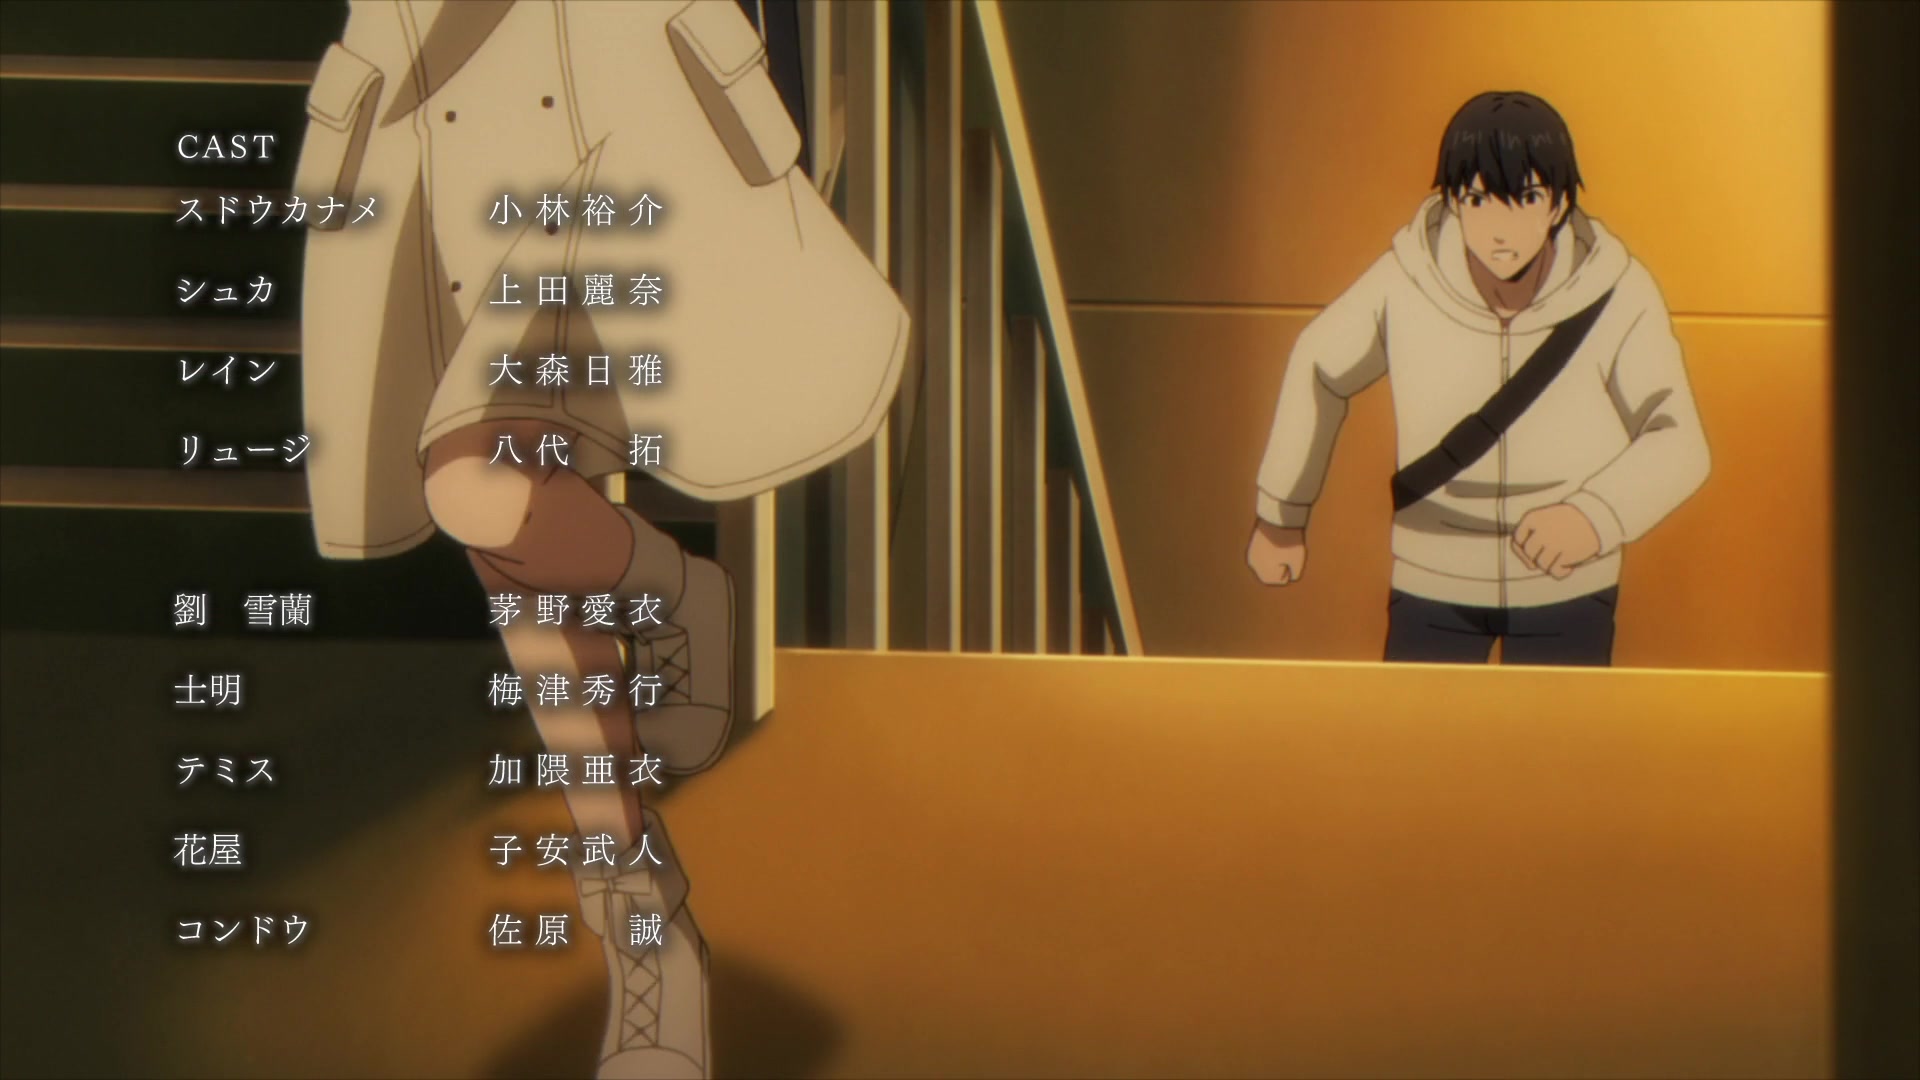 CAST
スドウカナメ 小林裕介
シュカ 上田麗奈
レイン 大森日雅
リュージ 八代 拓
劉 雪蘭 茅野愛衣
士明 梅津秀行
テミス 加隈亜衣
花屋 子安武人
コンドウ 佐原 誠